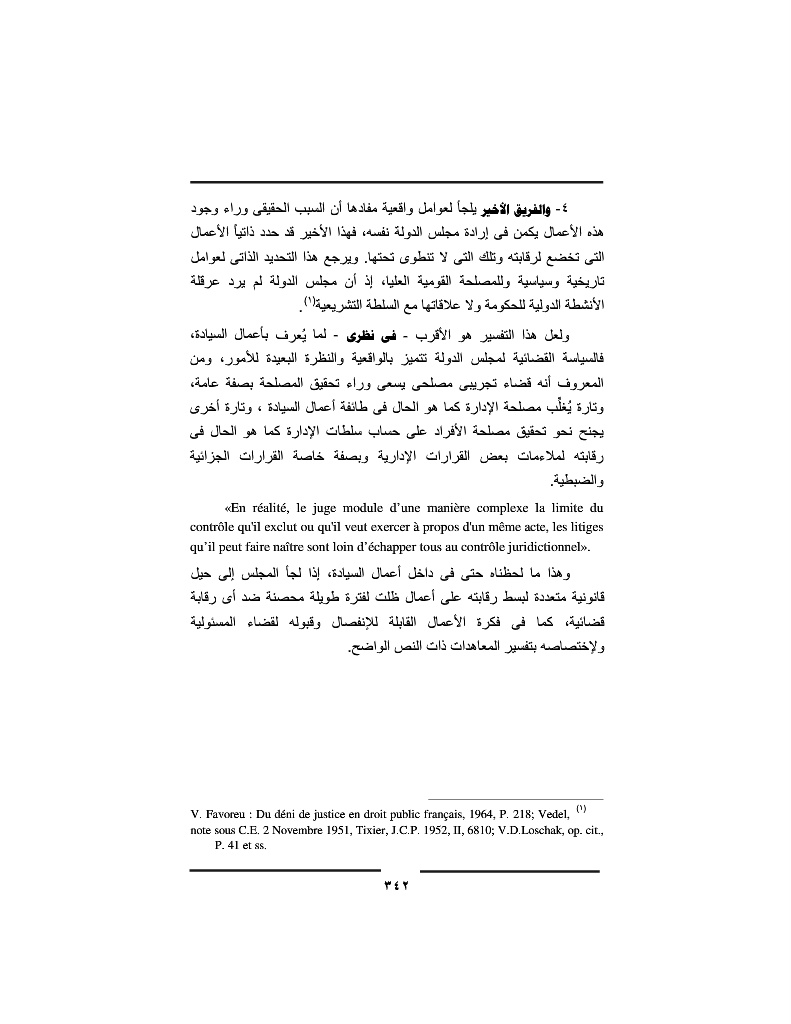 ٤- والفريق الأخير يلجأ لعوامل واقعية مفادها أن السبب الحقيقى وراء وجود
هذه الأعمال يكمن فى إرادة مجلس الدولة نفسه، فهذا الأخير قد حدد ذاتياً الأعمال
التى تخضع لرقابته وتلك التى لا تنطوى تحتها. ويرجع هذا التحديد الذاتى لعوامل
تاريخية وسياسية وللمصلحة القومية العليا، إذ أن مجلس الدولة لم يرد عرقلة
الأنشطة الدولية للحكومة ولا علاقاتها مع السلطة التشريعية(١).
ولعل هذا التفسير هو الأقرب - فى نظرى - لما يُعرف بأعمال السيادة،
فالسياسة القضائية لمجلس الدولة تتميز بالواقعية والنظرة البعيدة للأمور، ومن
المعروف أنه قضاء تجريبى مصلحى يسعى وراء تحقيق المصلحة بصفة عامة،
وتارة يُغلِّب مصلحة الإدارة كما هو الحال فى طائفة أعمال السيادة ، وتارة أخرى
يجنح نحو تحقيق مصلحة الأفراد على حساب سلطات الإدارة كما هو الحال فى
رقابته لملاءمات بعض القرارات الإدارية وبصفة خاصة القرارات الجزائية
والضبطية.
«En réalité, le juge module d’une manière complexe la limite du
contrôle qu'il exclut ou qu'il veut exercer à propos d'un même acte, les litiges
qu’il peut faire naître sont loin d’échapper tous au contrôle juridictionnel».
وهذا ما لحظناه حتى فى داخل أعمال السيادة، إذا لجأ المجلس إلى حيل
قانونية متعددة لبسط رقابته على أعمال ظلت لفترة طويلة محصنة ضد أى رقابة
قضائية، كما فى فكرة الأعمال القابلة للإنفصال وقبوله لقضاء المسئولية
ولإختصاصه بتفسير المعاهدات ذات النص الواضح.
V. Favoreu : Du déni de justice en droit public français, 1964, P. 218; Vedel, (١)
note sous C.E. 2 Novembre 1951, Tixier, J.C.P. 1952, II, 6810; V.D.Loschak, op. cit.,
P. 41 et ss.
٣٤٢